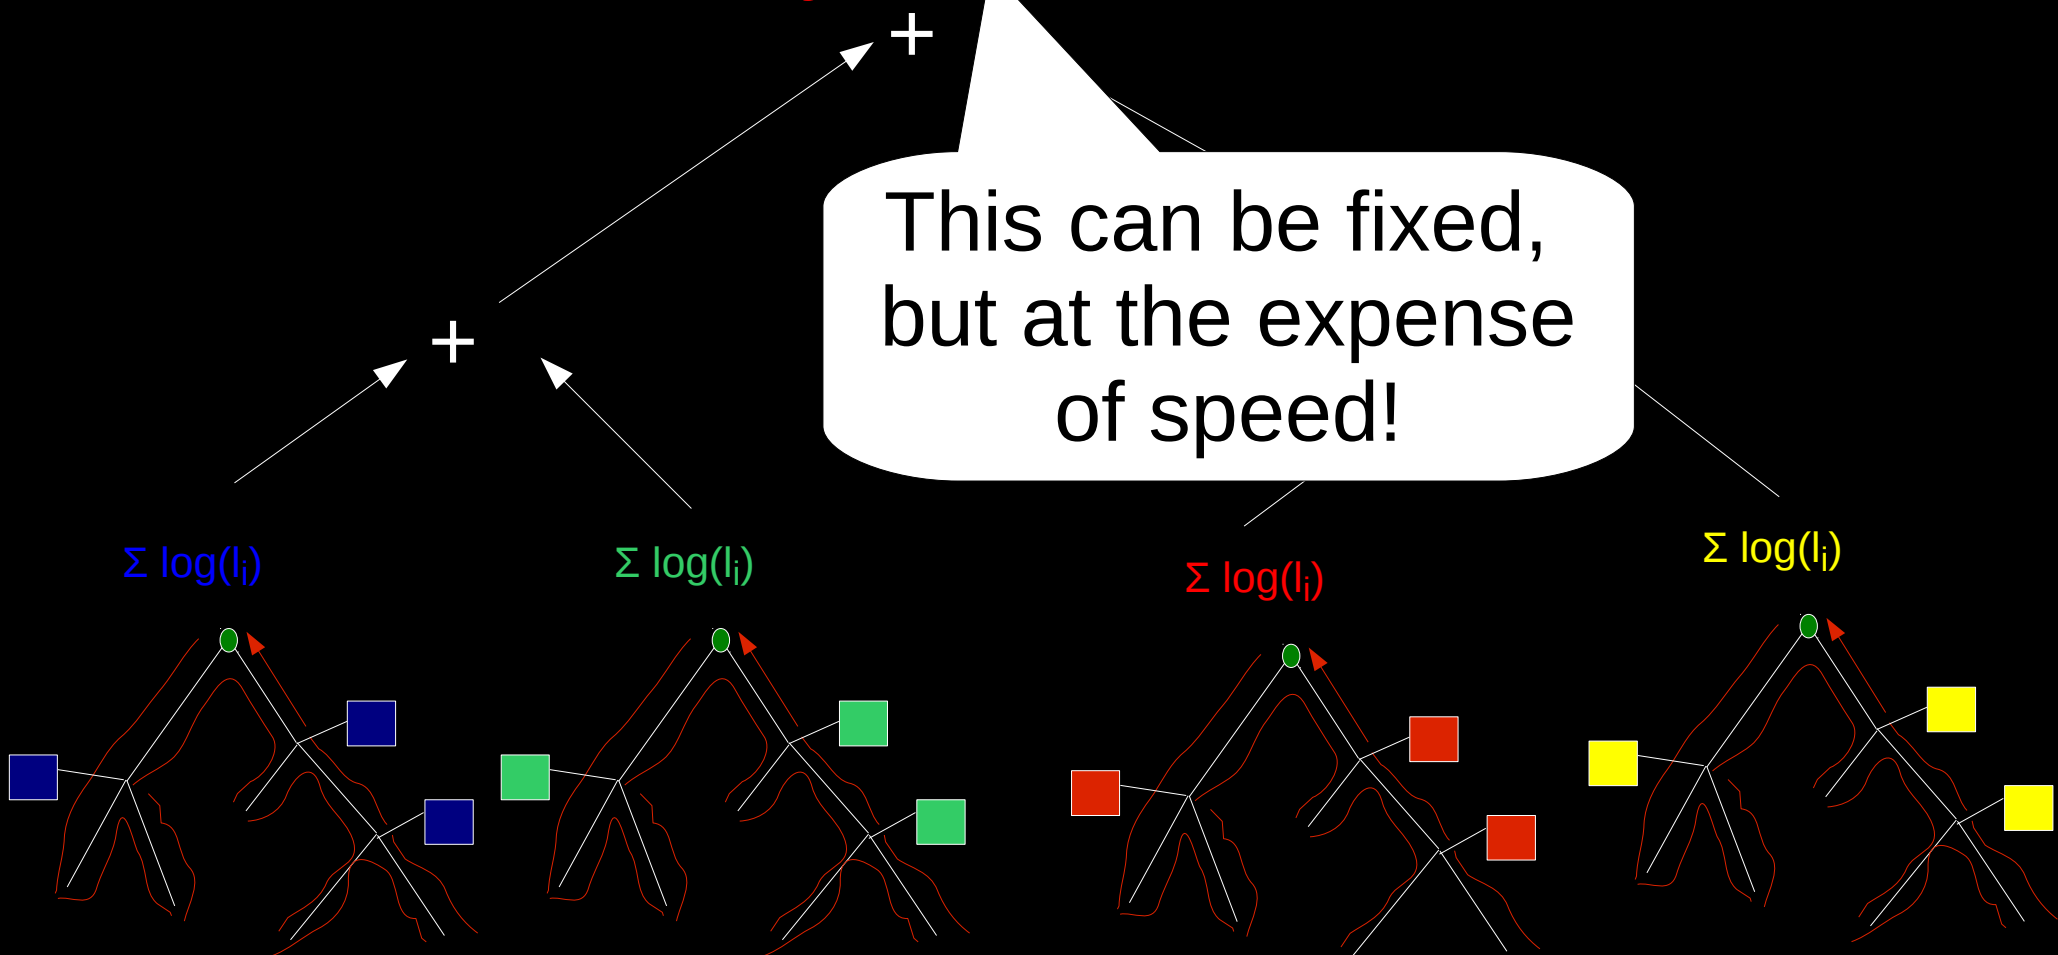 +
This can be fixed,
but at the expense
of speed!
+
Σ log(lᵢ)
Σ log(lᵢ)
Σ log(lᵢ)
Σ log(lᵢ)